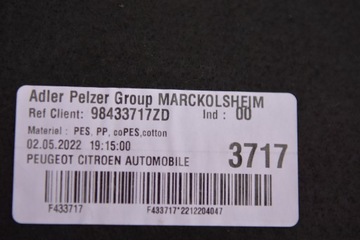 Adler Pelzer Group MARCKOLSHEIM
Ref Client: 98433717ZD Ind : 00
Material : PES. PP, coPES,cotton
02.05.2022 19:15:00
PEUGEOT CITROEN AUTOMOBILE 3717
F433717 F433717*2212204047